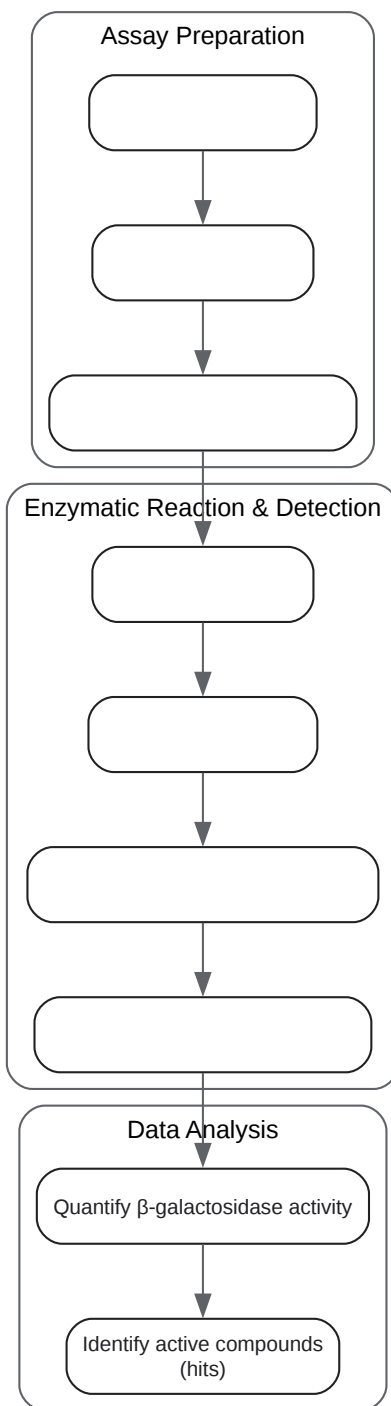 Assay Preparation
Enzymatic Reaction & Detection
Data Analysis
Quantify β-galactosidase activity
Identify active compounds
(hits)